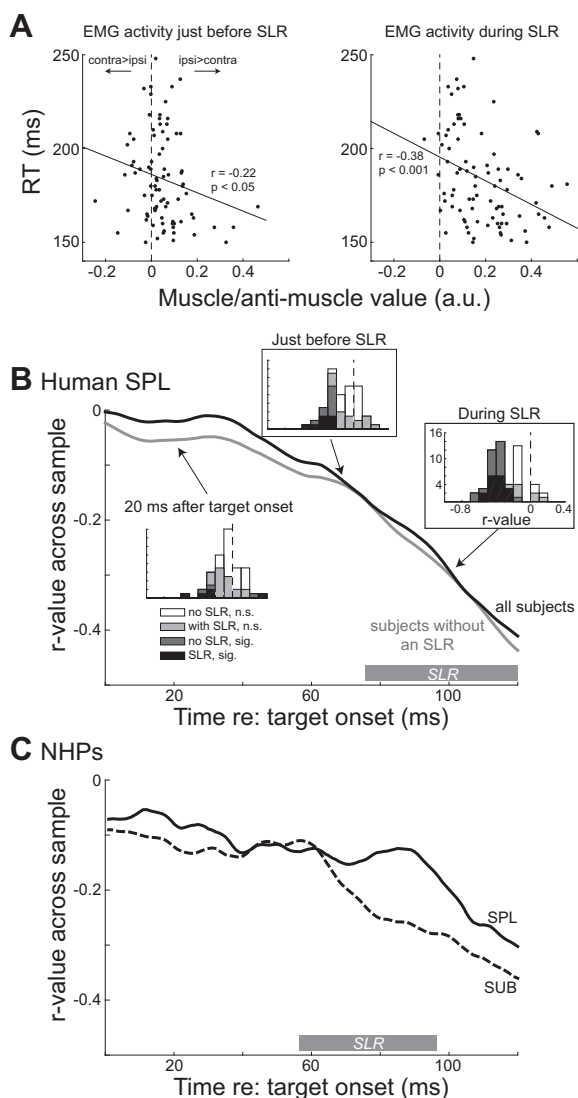 A
EMG activity just before SLR
EMG activity during SLR
contra>ipsi
ipsi>contra
250
200
150
RT (ms)
r = -0.22
p < 0.05
r = -0.38
p < 0.001
-0.2 0 0.2 0.4
-0.2 0 0.2 0.4
Muscle/anti-muscle value (a.u.)
B Human SPL
Just before SLR
During SLR
16
12
8
4
-0.8 0 0.4
r-value
20 ms after target onset
no SLR, n.s.
with SLR, n.s.
no SLR, sig.
SLR, sig.
all subjects
subjects without
an SLR
SLR
0
-0.2
-0.4
r-value across sample
20 60 100
Time re: target onset (ms)
C NHPs
0
-0.2
-0.4
r-value across sample
SPL
SUB
SLR
20 60 100
Time re: target onset (ms)